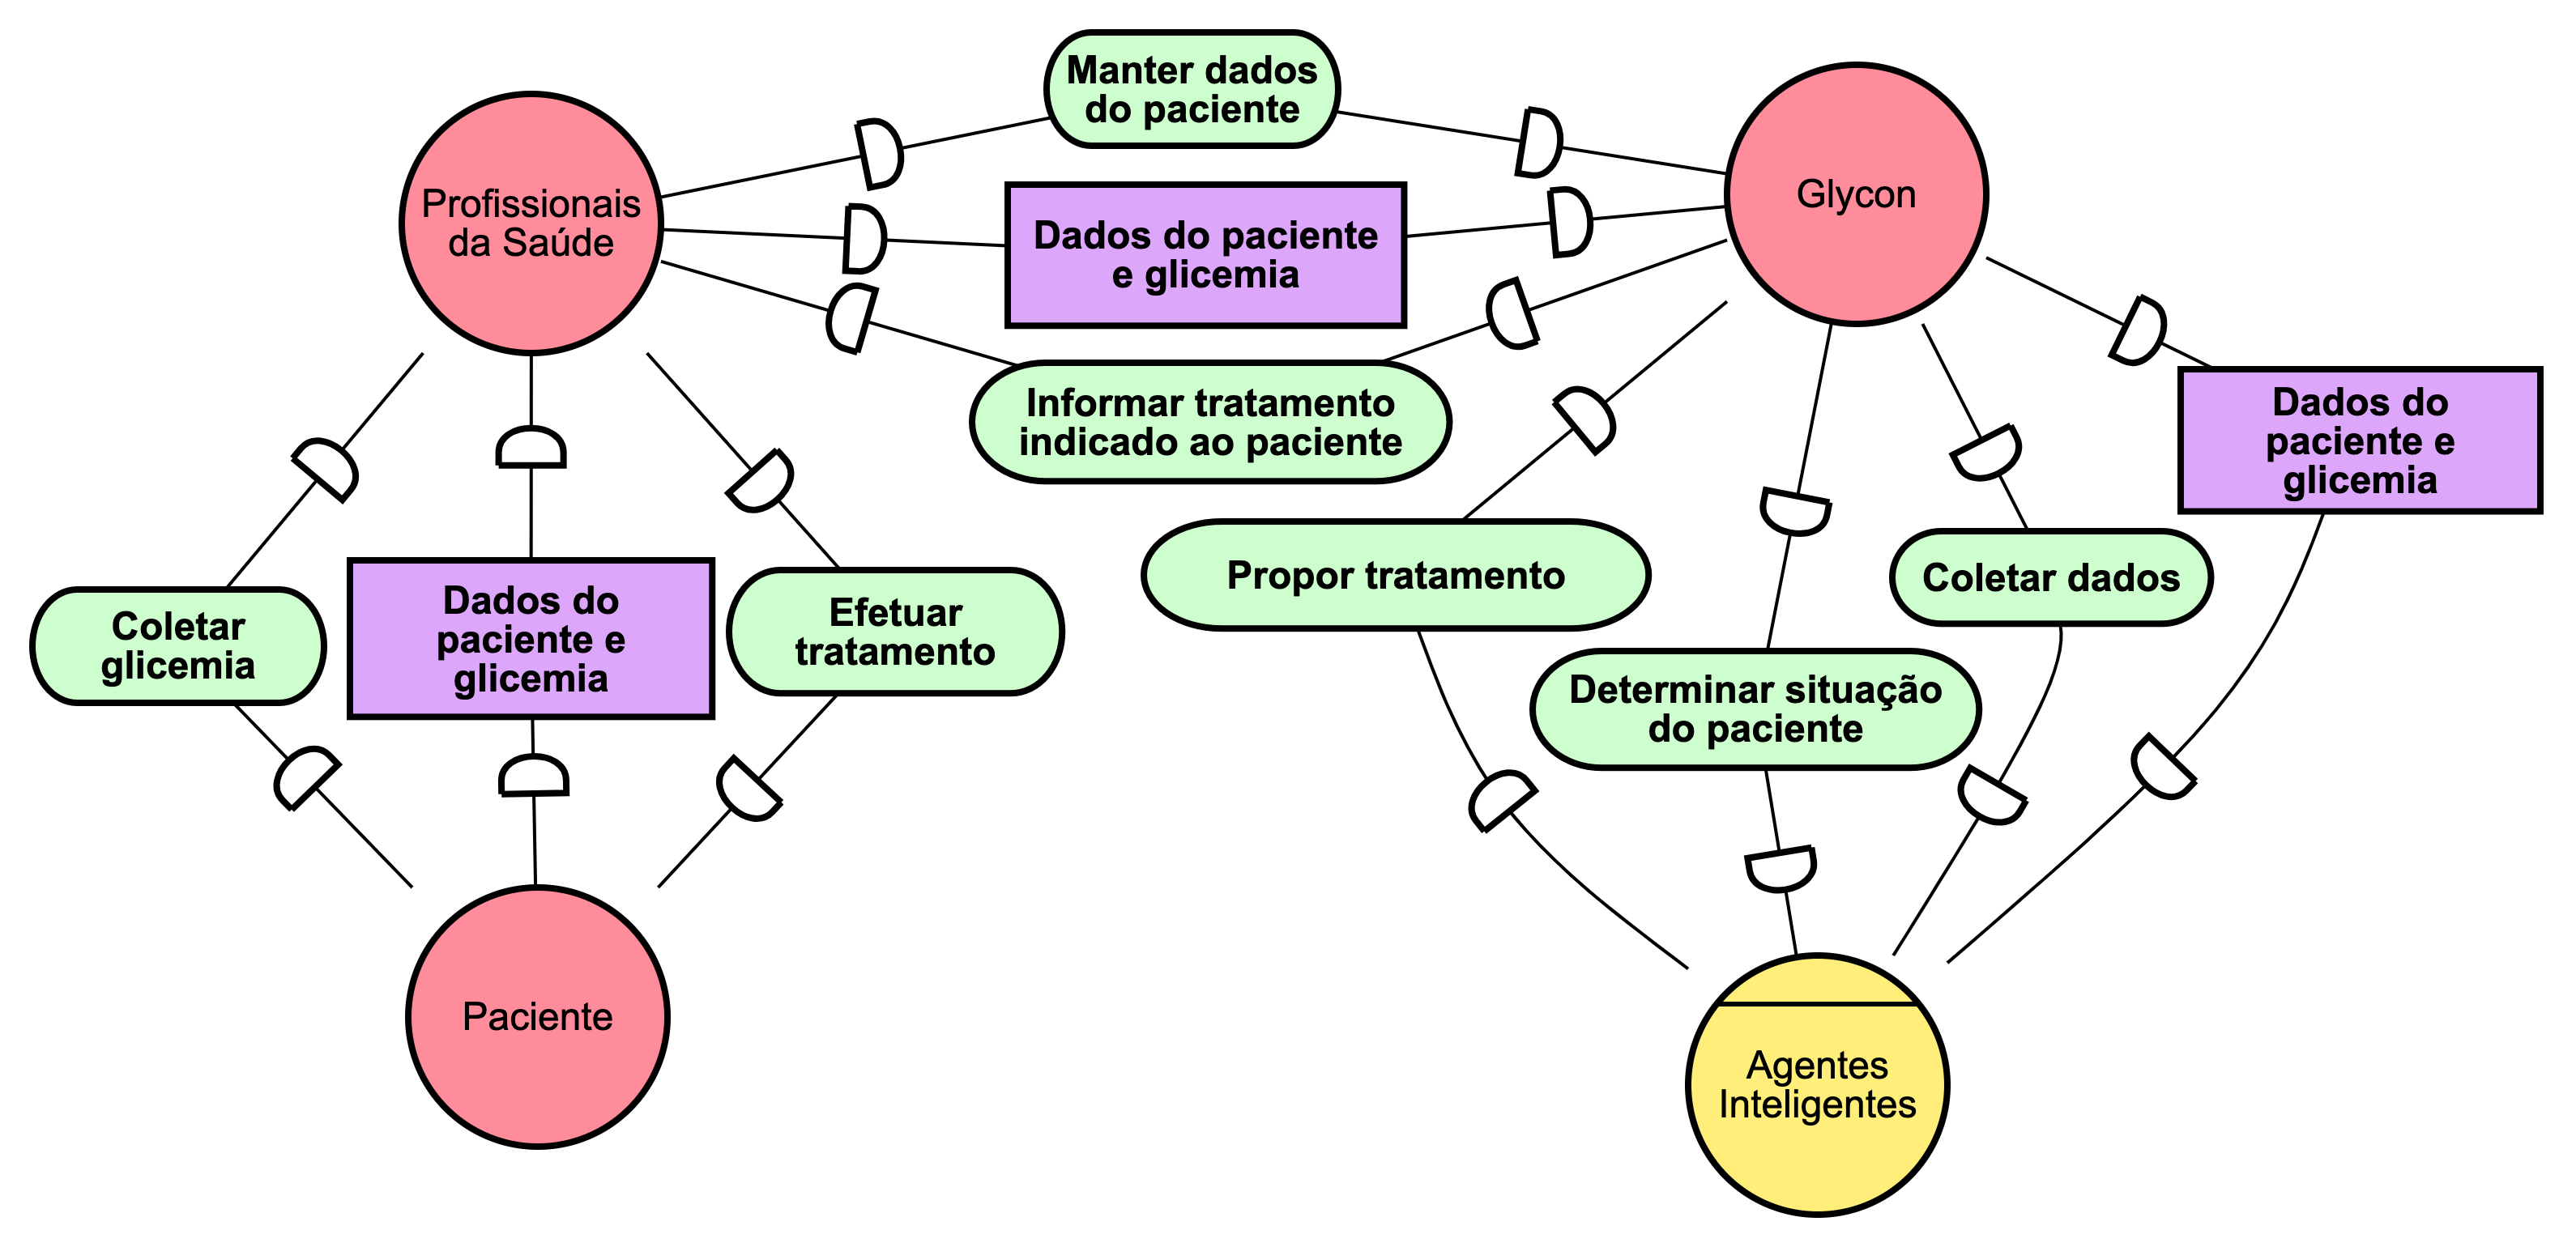 Manter dados
do paciente
Profissionais
da Saúde
Glycon
Dados do paciente
e glicemia
Informar tratamento
indicado ao paciente
Dados do
paciente e
glicemia
Propor tratamento
Coletar dados
Coletar
glicemia
Dados do
paciente e
glicemia
Efetuar
tratamento
Determinar situação
do paciente
Paciente
Agentes
Inteligentes